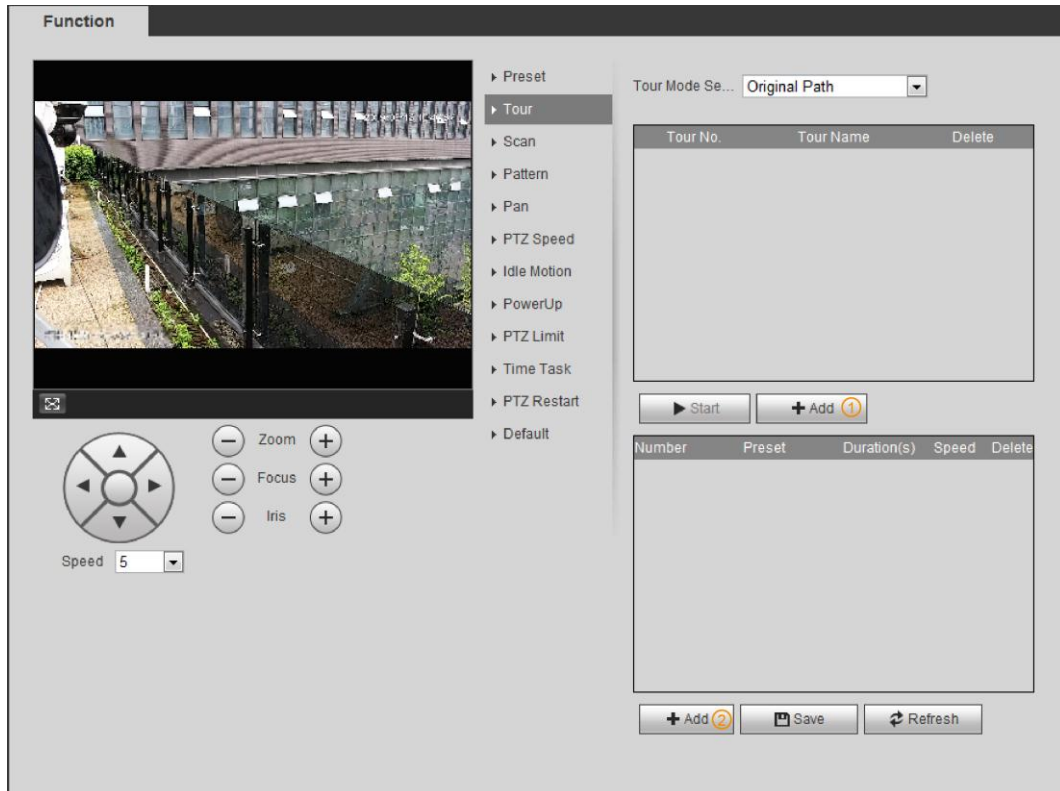 Function
Preset
Tour
Scan
Pattern
Pan
PTZ Speed
Idle Motion
PowerUp
PTZ Limit
Time Task
PTZ Restart
Default
Zoom
Focus
Iris
Speed 5
Tour Mode Se... Original Path
Tour No. Tour Name Delete
Start Add 1
Number Preset Duration(s) Speed Delete
Add 2 Save Refresh